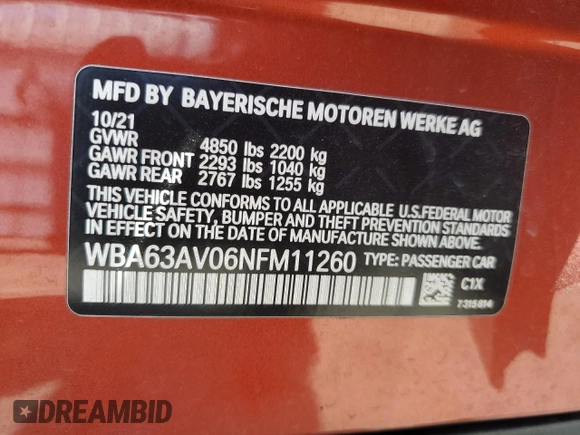 MFD BY BAYERISCHE MOTOREN WERKE AG
10/21
GVWR 4850 lbs 2200 kg
GAWR FRONT 2293 lbs 1040 kg
GAWR REAR 2767 lbs 1255 kg
THIS VEHICLE CONFORMS TO ALL APPLICABLE U.S.FEDERAL MOTOR
VEHICLE SAFETY, BUMPER AND THEFT PREVENTION STANDARDS
IN EFFECT ON THE DATE OF MANUFACTURE SHOWN ABOVE.
WBA63AV06NFM11260 TYPE: PASSENGER CAR
C1X
7 315 814
DREAMBID